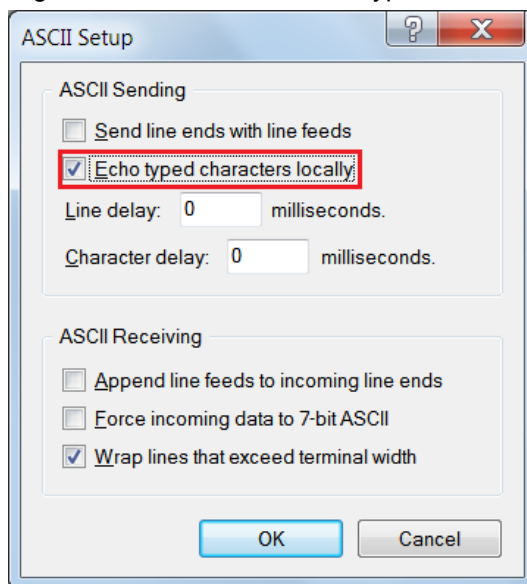 ASCII Setup
ASCII Sending
Send line ends with line feeds
Echo typed characters locally
Line delay: 0 milliseconds.
Character delay: 0 milliseconds.
ASCII Receiving
Append line feeds to incoming line ends
Force incoming data to 7-bit ASCII
Wrap lines that exceed terminal width
OK Cancel